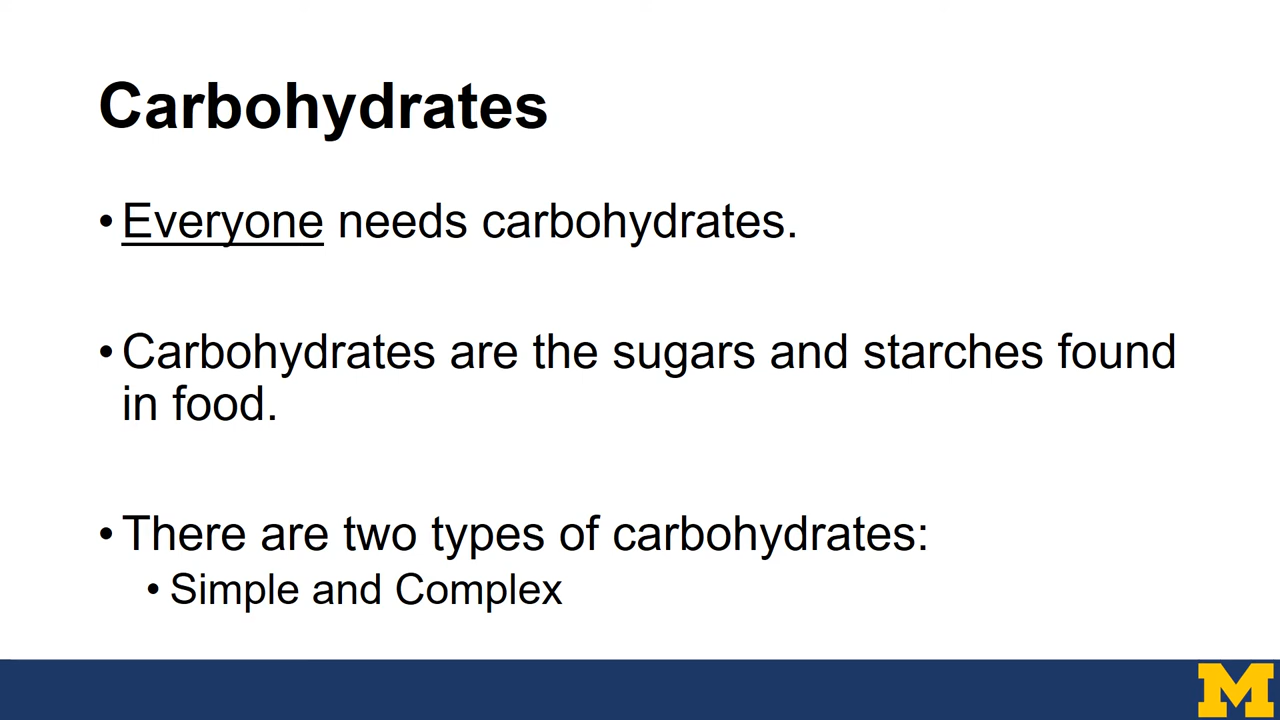 Carbohydrates
• Everyone needs carbohydrates.
• Carbohydrates are the sugars and starches found
in food.
• There are two types of carbohydrates:
• Simple and Complex
M